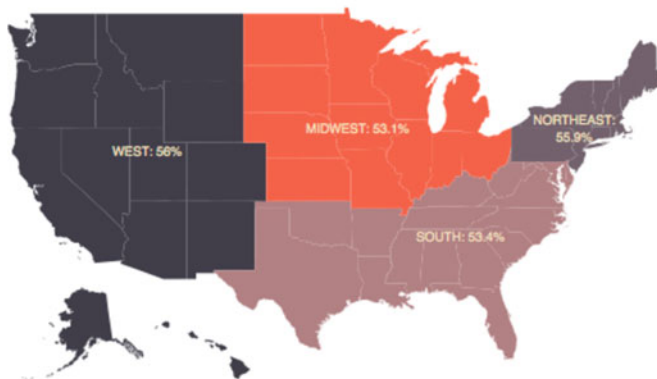 NORTHEAST:
55.9%
MIDWEST: 53.1%
WEST: 56%
SOUTH: 53.4%